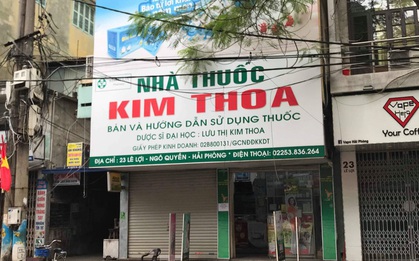 NHÀ THUỐC
KIM THOA
BÁN VÀ HƯỚNG DẪN SỬ DỤNG THUỐC
DƯỢC SĨ ĐẠI HỌC : LƯU THỊ KIM THOA
GIẤY PHÉP KINH DOANH: 02B800131/GCNĐĐKKDT
ĐỊA CHỈ : 23 LÊ LỢI - NGÔ QUYỀN - HẢI PHÒNG * ĐIỆN THOẠI: 02253.836.264
Your Coff
23